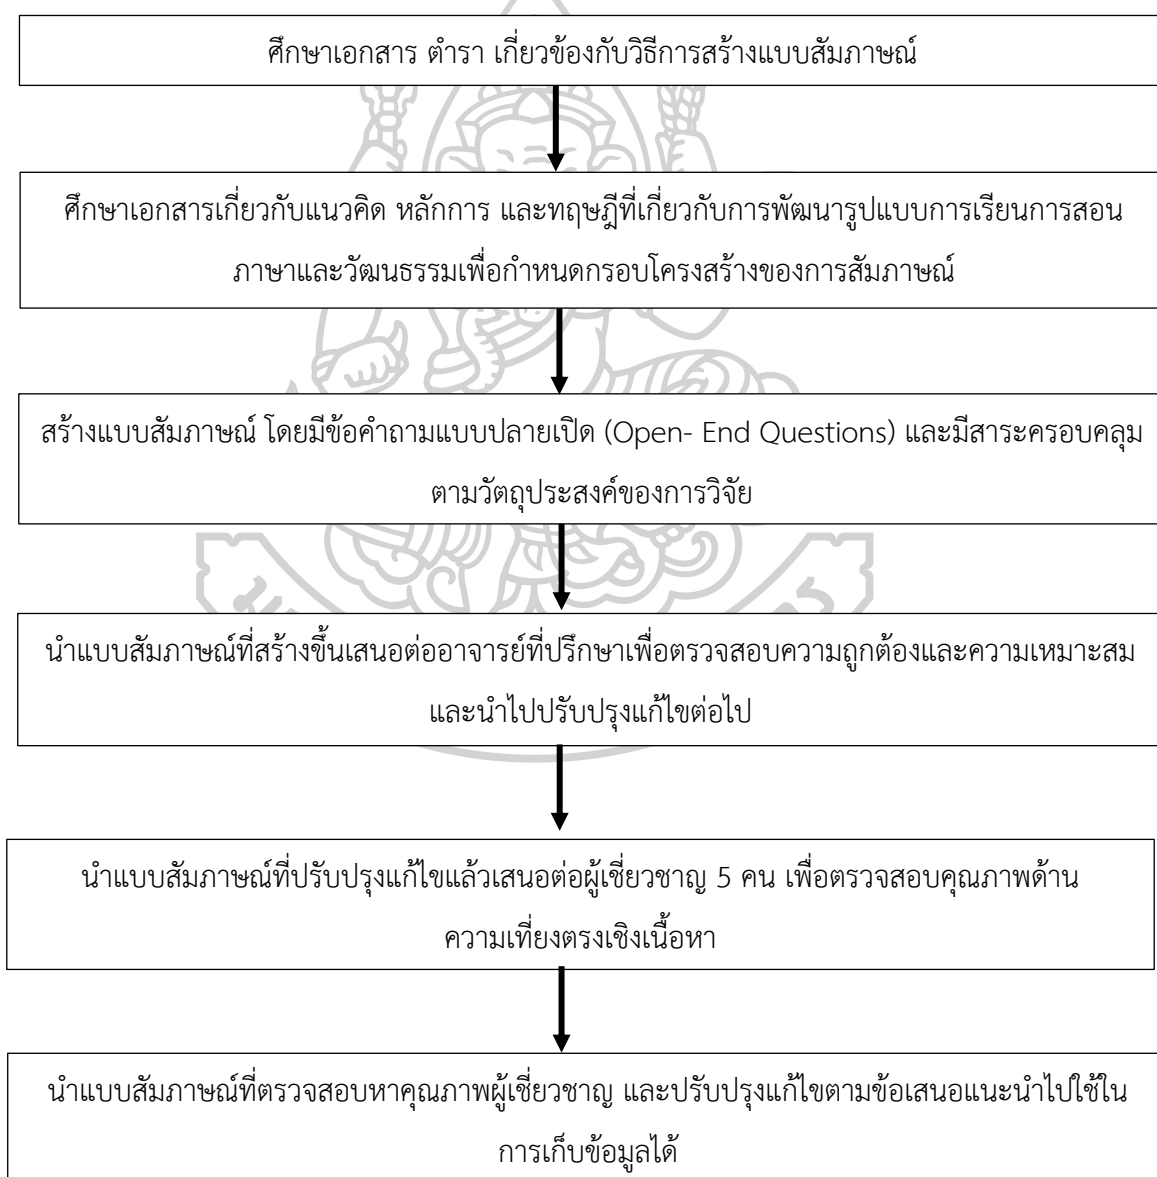 ศึกษาเอกสาร ตำรา เกี่ยวข้องกับวิธีการสร้างแบบสัมภาษณ์
ศึกษาเอกสารเกี่ยวกับแนวคิด หลักการ และทฤษฎีที่เกี่ยวกับการพัฒนารูปแบบการเรียนการสอน
ภาษาและวัฒนธรรมเพื่อกำหนดกรอบโครงสร้างของการสัมภาษณ์
สร้างแบบสัมภาษณ์ โดยมีข้อคำถามแบบปลายเปิด (Open- End Questions) และมีสาระครอบคลุม
ตามวัตถุประสงค์ของการวิจัย
นำแบบสัมภาษณ์ที่สร้างขึ้นเสนอต่ออาจารย์ที่ปรึกษาเพื่อตรวจสอบความถูกต้องและความเหมาะสม
และนำไปปรับปรุงแก้ไขต่อไป
นำแบบสัมภาษณ์ที่ปรับปรุงแก้ไขแล้วเสนอต่อผู้เชี่ยวชาญ 5 คน เพื่อตรวจสอบคุณภาพด้าน
ความเที่ยงตรงเชิงเนื้อหา
นำแบบสัมภาษณ์ที่ตรวจสอบหาคุณภาพผู้เชี่ยวชาญ และปรับปรุงแก้ไขตามข้อเสนอแนะนำไปใช้ใน
การเก็บข้อมูลได้